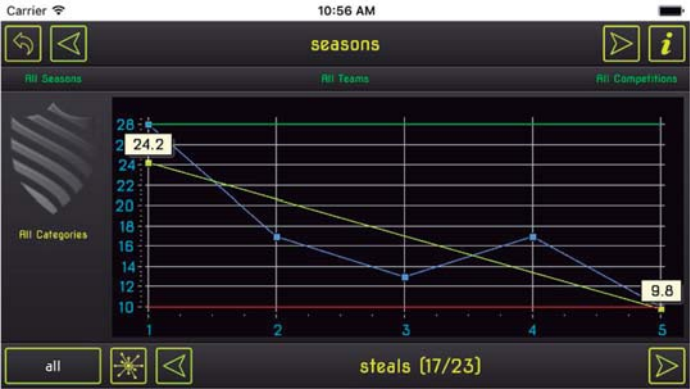 Carrier 10:56 AM
seasons
i
All Seasons All Teams All Competitions
28
24.2
24
22
20
18
16
14
12
10
9.8
1 2 3 4 5
All Categories
all steals (17/23)